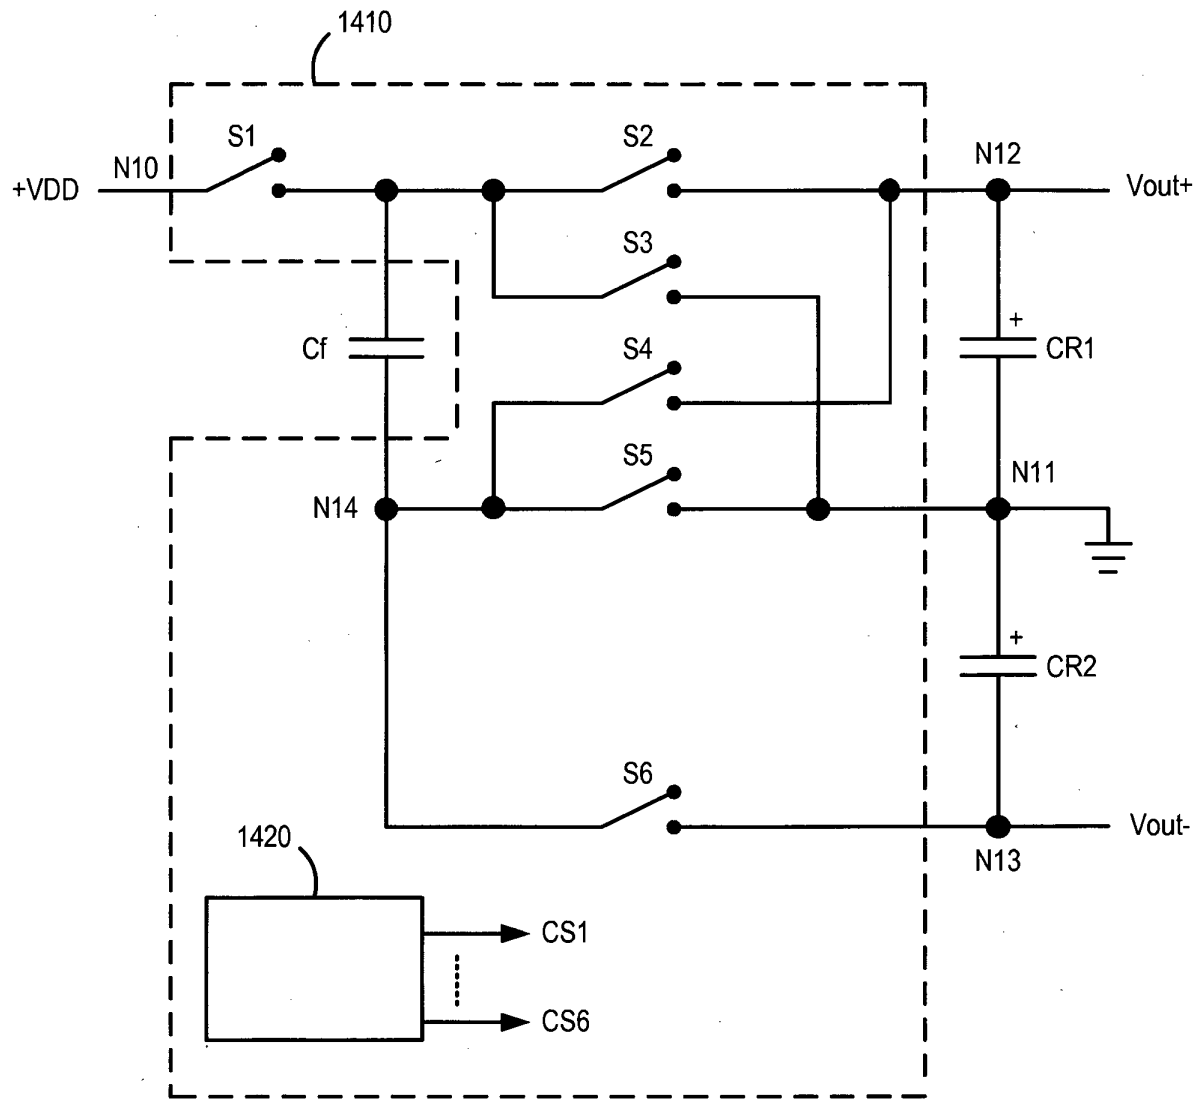 1410
S1
S2
N10
N12
+VDD
Vout+
S3
+
Cf
S4
CR1
S5
N11
N14
+
CR2
S6
Vout-
1420
N13
CS1
CS6